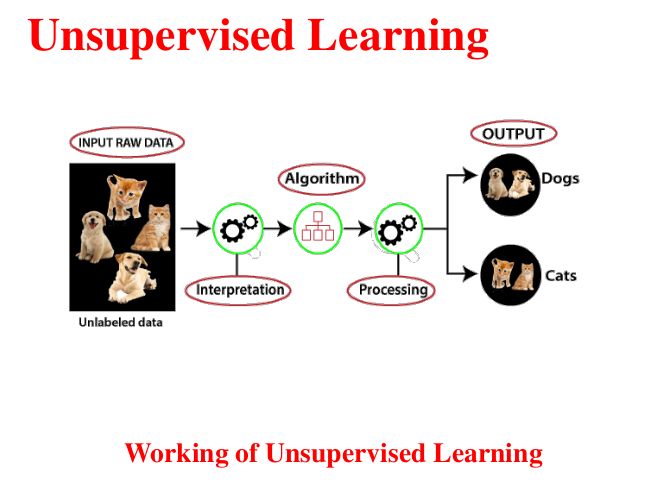 Unsupervised Learning
INPUT RAW DATA
OUTPUT
Algorithm
Dogs
Interpretation
Processing
Cats
Unlabeled data
Working of Unsupervised Learning